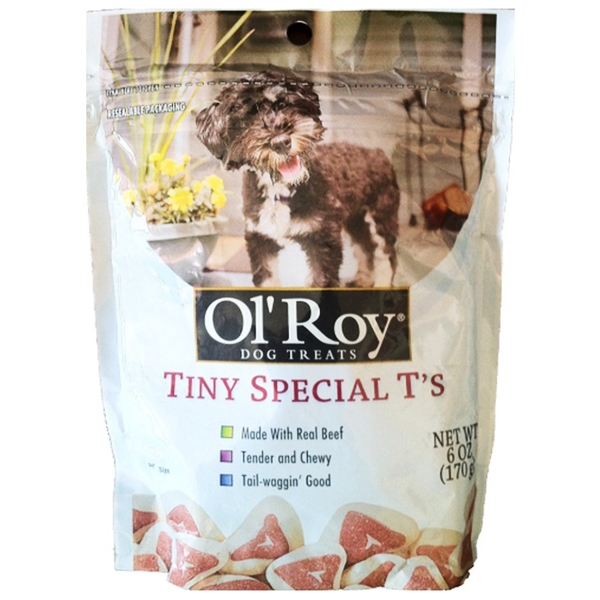 RESEALABLE PACKAGING
Ol' Roy®
DOG TREATS
TINY SPECIAL T'S
Made With Real Beef
Tender and Chewy
Tail-waggin' Good
NET WT
6 OZ
(170 g)